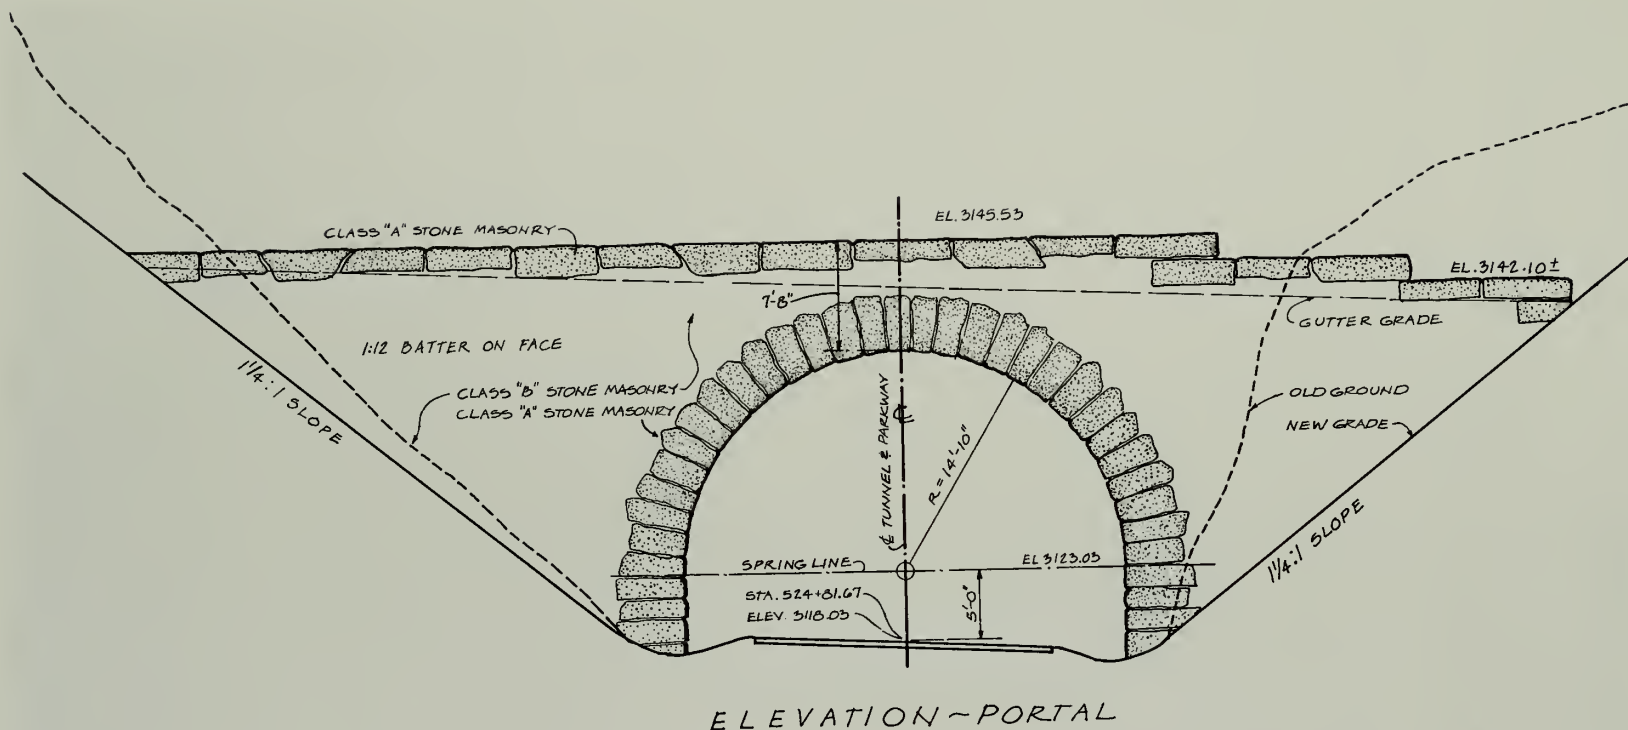 EL. 3145.53
CLASS "A" STONE MASONRY
EL. 3142.10±
7'-8"
GUTTER GRADE
1:12 BATTER ON FACE
1¼:1 SLOPE
CLASS "B" STONE MASONRY
CLASS "A" STONE MASONRY
OLD GROUND
NEW GRADE
℄ TUNNEL & PARKWAY
℄
R = 14'-10"
SPRING LINE
EL 3123.03
1¼:1 SLOPE
STA. 524+81.67
ELEV. 3118.03
5'-0"
ELEVATION ~ PORTAL